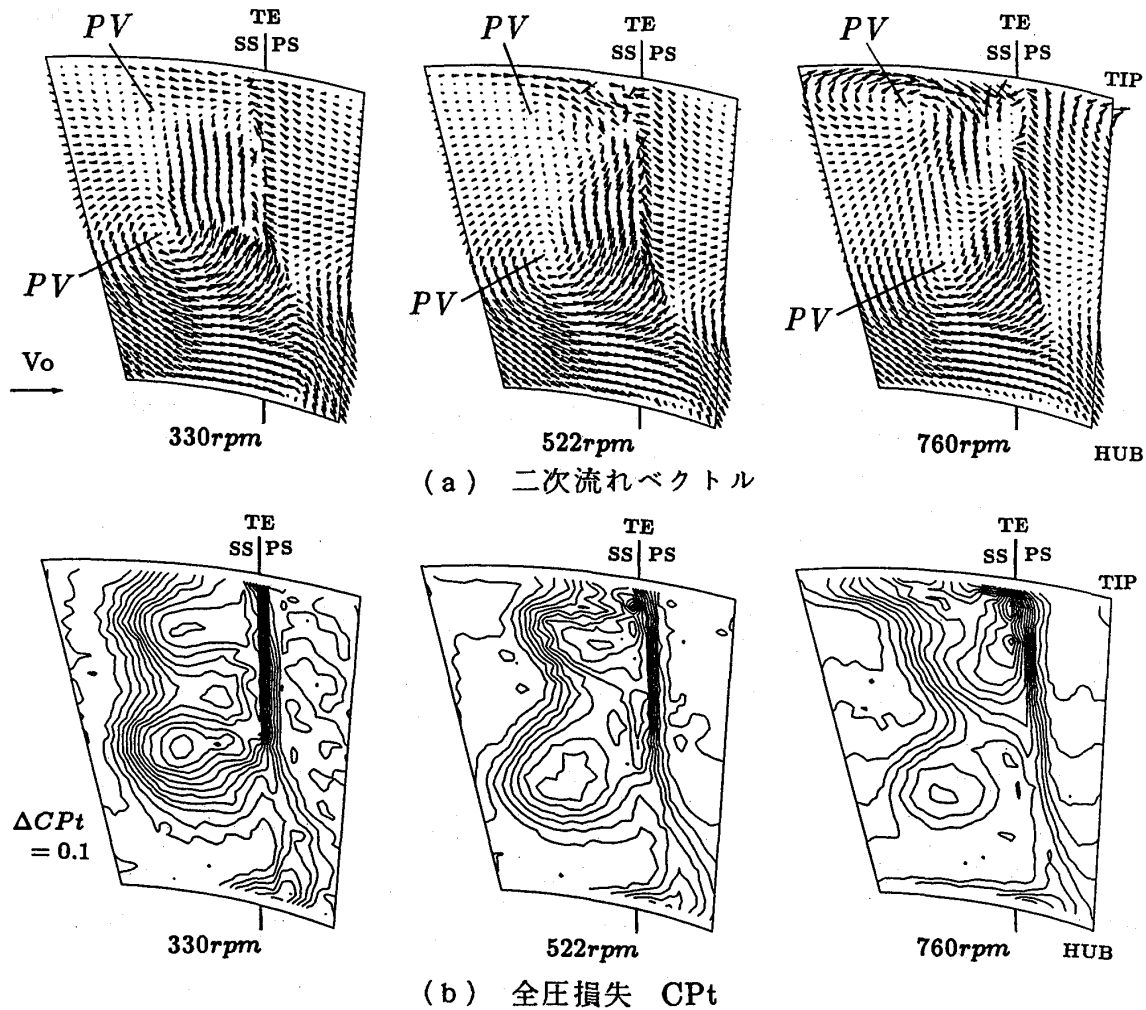 TE
SS PS
PV
PV
Vo
330rpm
TE
SS PS
PV
PV
522rpm
TE
SS PS
PV
PV
TIP
760rpm
HUB
(a) 二次流れベクトル
TE
SS PS
ΔCPt
= 0.1
330rpm
TE
SS PS
522rpm
TE
SS PS
TIP
760rpm
HUB
(b) 全圧損失 CPt